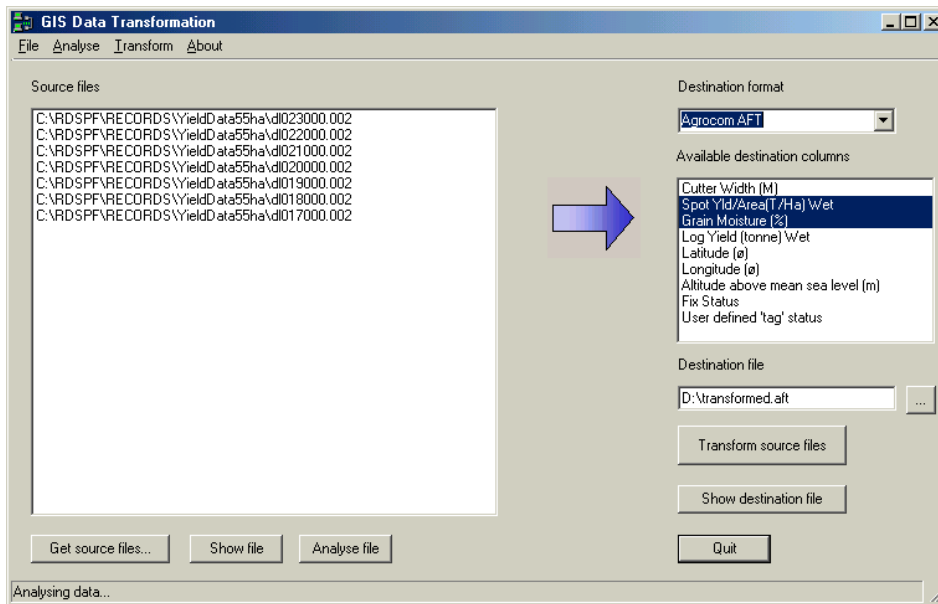 GIS Data Transformation
File Analyse Transform About
Source files
C:\RDSPF\RECORDS\YieldData55ha\dl023000.002
C:\RDSPF\RECORDS\YieldData55ha\dl022000.002
C:\RDSPF\RECORDS\YieldData55ha\dl021000.002
C:\RDSPF\RECORDS\YieldData55ha\dl020000.002
C:\RDSPF\RECORDS\YieldData55ha\dl019000.002
C:\RDSPF\RECORDS\YieldData55ha\dl018000.002
C:\RDSPF\RECORDS\YieldData55ha\dl017000.002
Get source files...
Show file
Analyse file
Destination format
Agrocom AFT
Available destination columns
Cutter Width (M)
Spot Yld/Area(T/Ha) Wet
Grain Moisture (%)
Log Yield (tonne) Wet
Latitude (ø)
Longitude (ø)
Altitude above mean sea level (m)
Fix Status
User defined 'tag' status
Destination file
D:\transformed.aft
...
Transform source files
Show destination file
Quit
Analysing data...